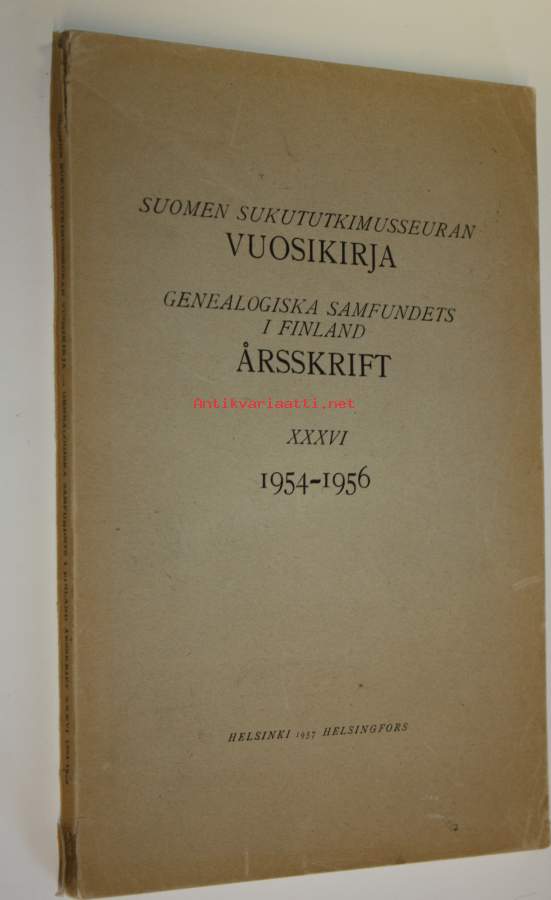 SUOMEN SUKUTUTKIMUSSEURAN
VUOSIKIRJA
GENEALOGISKA SAMFUNDETS
I FINLAND
ÅRSSKRIFT
Antikvariaatti.net
XXXVI
1954-1956
HELSINKI 1957 HELSINGFORS